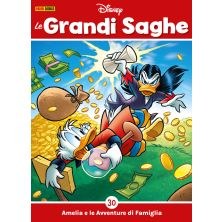 PANINI COMICS
Disney
Le Grandi Saghe
30
Amelia e le Avventure di Famiglia